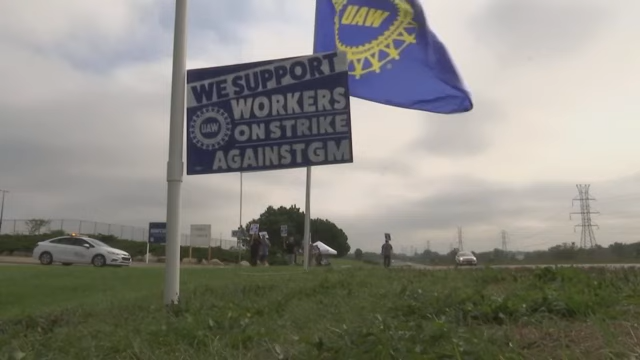 UAW
WE SUPPORT
WORKERS
UAW
ON STRIKE
AGAINST GM